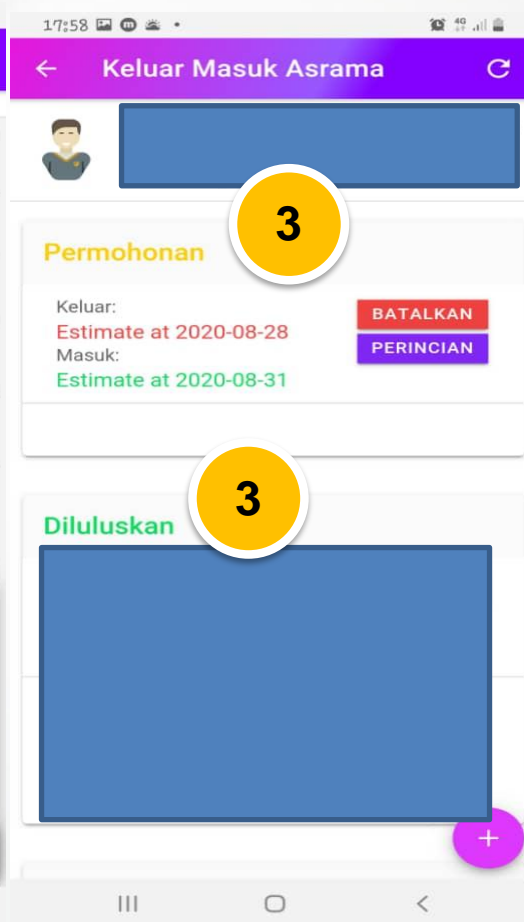 17:58
4G
Keluar Masuk Asrama
3
Permohonan
Keluar:
Estimate at 2020-08-28
Masuk:
Estimate at 2020-08-31
BATALKAN
PERINCIAN
3
Diluluskan
+